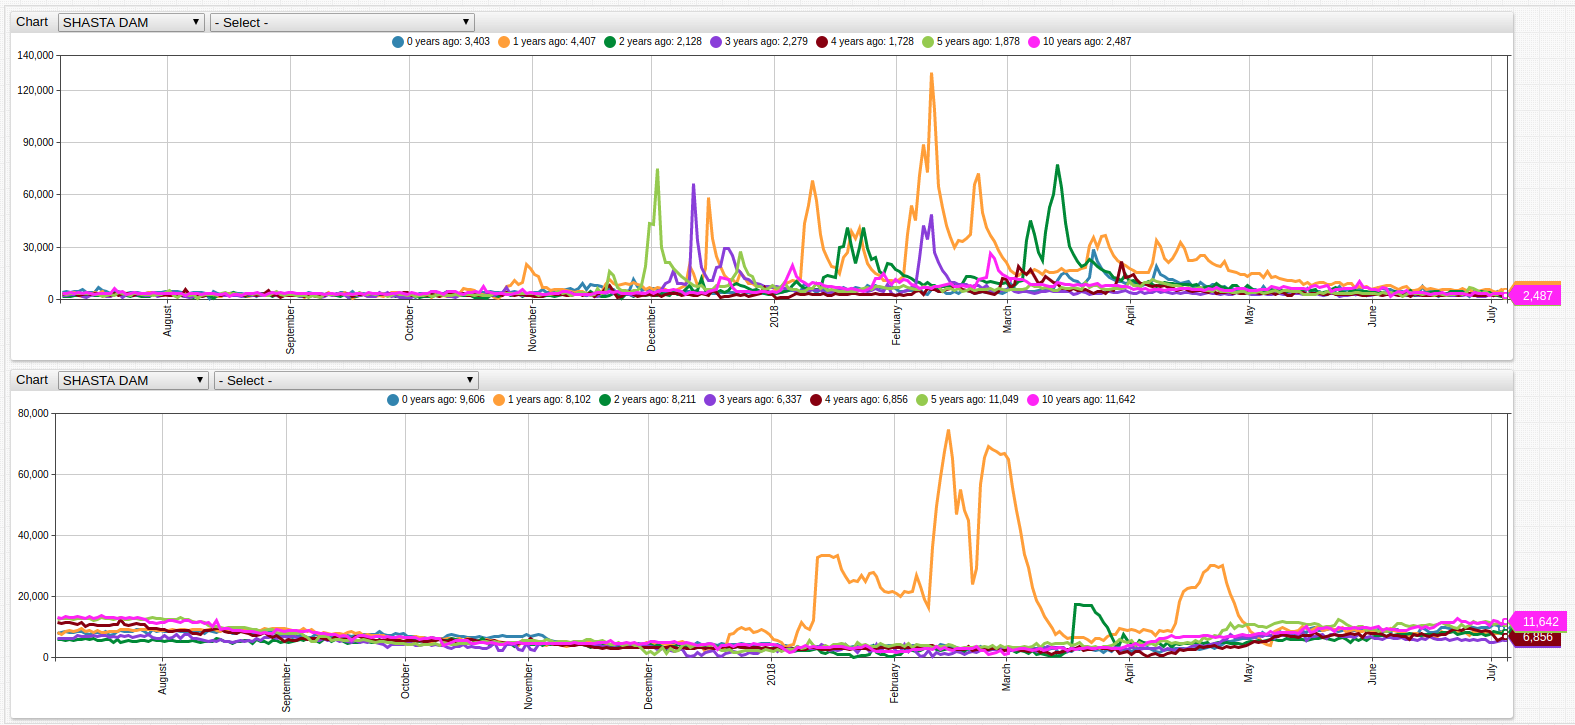 Chart SHASTA DAM - Select -
0 years ago: 3,403 1 years ago: 4,407 2 years ago: 2,128 3 years ago: 2,279 4 years ago: 1,728 5 years ago: 1,878 10 years ago: 2,487
140,000
120,000
90,000
60,000
30,000
0
2,487
August September October November December 2018 February March April May June July
Chart SHASTA DAM - Select -
0 years ago: 9,606 1 years ago: 8,102 2 years ago: 8,211 3 years ago: 6,337 4 years ago: 6,856 5 years ago: 11,049 10 years ago: 11,642
80,000
60,000
40,000
20,000
0
11,642
6,856
August September October November December 2018 February March April May June July